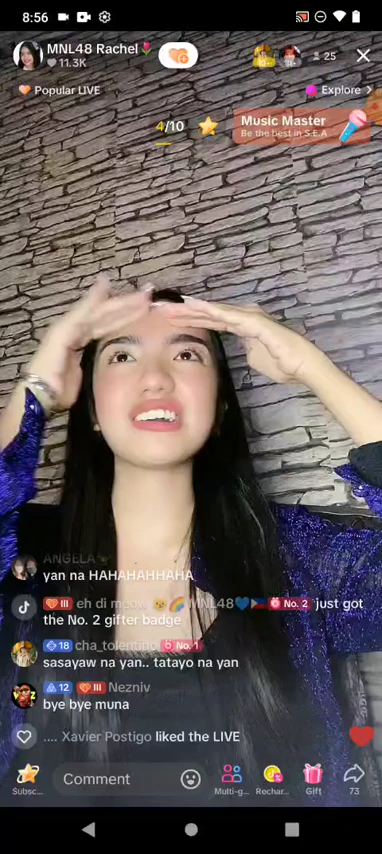 8:56
MNL48 Rachel🌷
11.3K
25
Popular LIVE
Explore
4/10
Music Master
Be the best in S.E.A
ANGELA
yan na HAHAHAHHAHA
III eh di meow 😺🌈 MNL48💙🇵🇭 No. 2 just got
the No. 2 gifter badge
18 cha_tolentino No. 1
sasayaw na yan.. tatayo na yan
12 III Nezniv
bye bye muna
.... Xavier Postigo liked the LIVE
Comment
Subsc... Multi-g... Rechar... Gift 73